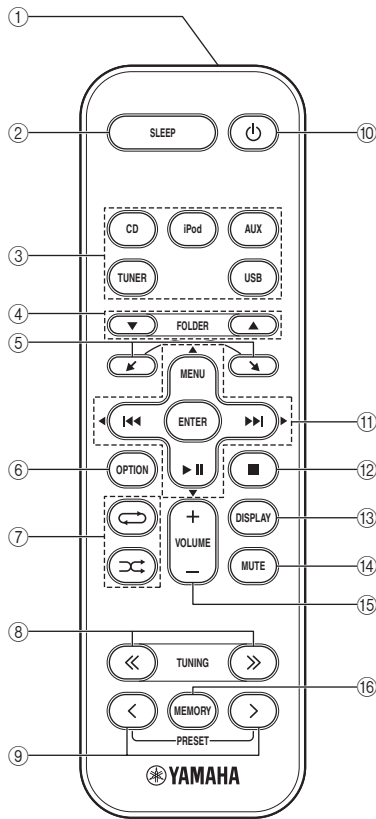 ①
② SLEEP ⑩
CD iPod AUX
③
TUNER USB
④ FOLDER
⑤
MENU
ENTER ⑪
⑥ OPTION ⑫
⑦ + DISPLAY ⑬
VOLUME
− MUTE ⑭
⑮
⑧ TUNING
⑯
MEMORY
⑨ PRESET
YAMAHA